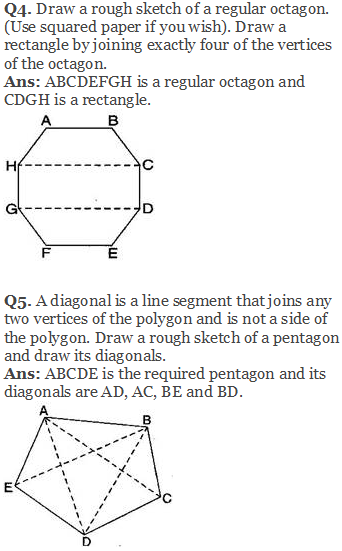 Q4. Draw a rough sketch of a regular octagon.
(Use squared paper if you wish). Draw a
rectangle by joining exactly four of the vertices
of the octagon.
Ans: ABCDEFGH is a regular octagon and
CDGH is a rectangle.
A B
H C
G D
F E
Q5. A diagonal is a line segment that joins any
two vertices of the polygon and is not a side of
the polygon. Draw a rough sketch of a pentagon
and draw its diagonals.
Ans: ABCDE is the required pentagon and its
diagonals are AD, AC, BE and BD.
A
B
E
C
D